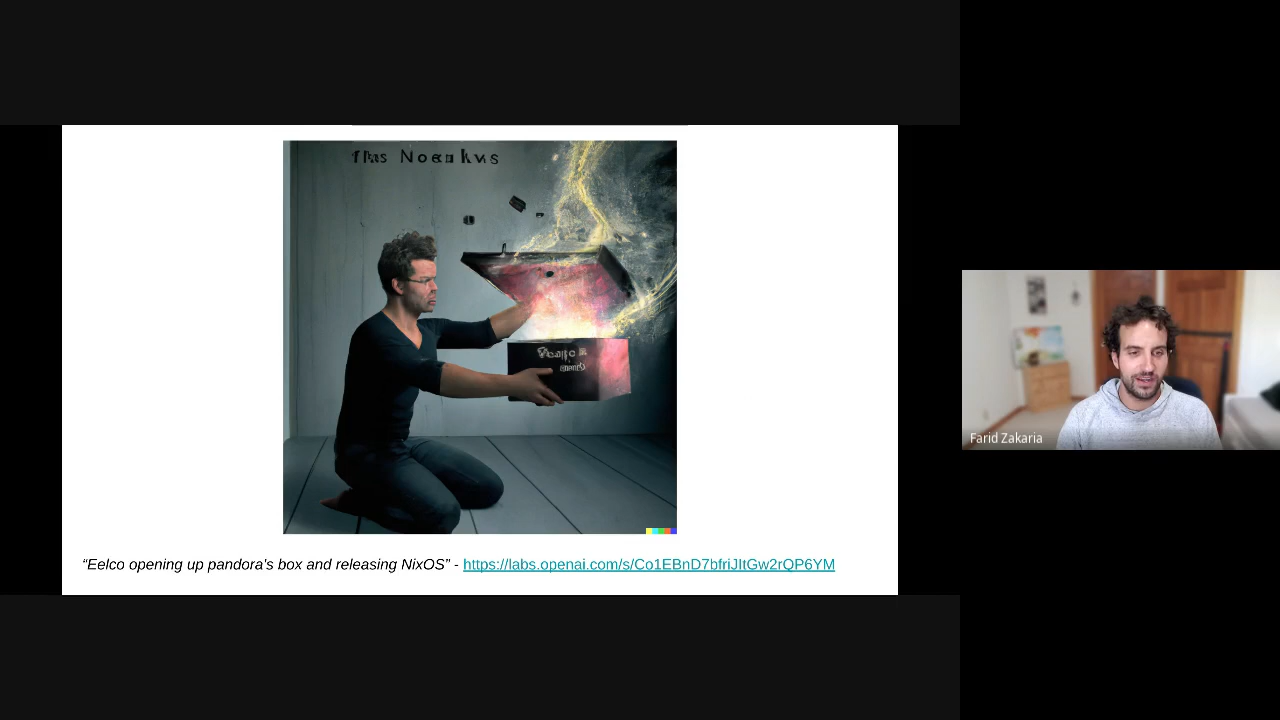 “Eelco opening up pandora's box and releasing NixOS” - https://labs.openai.com/s/Co1EBnD7bfriJItGw2rQP6YM
Farid Zakaria